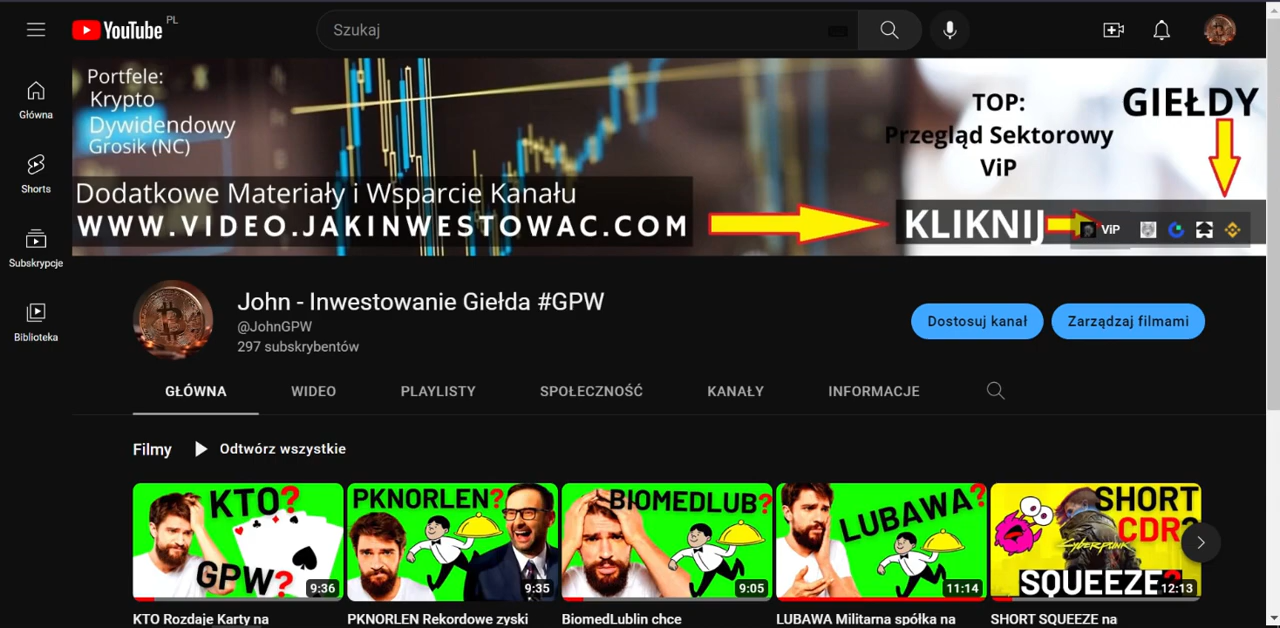 YouTube PL
Szukaj
Główna
Shorts
Subskrypcje
Biblioteka
Portfele:
Krypto
Dywidendowy
Grosik (NC)
Dodatkowe Materiały i Wsparcie Kanału
WWW.VIDEO.JAKINWESTOWAC.COM
TOP:
Przegląd Sektorowy
ViP
GIEŁDY
KLIKNIJ
ViP
John - Inwestowanie Giełda #GPW
@JohnGPW
297 subskrybentów
Dostosuj kanał
Zarządzaj filmami
GŁÓWNA
WIDEO
PLAYLISTY
SPOŁECZNOŚĆ
KANAŁY
INFORMACJE
Filmy
Odtwórz wszystkie
KTO?
GPW?
9:36
PKNORLEN?
9:35
BIOMEDLUB?
9:05
LUBAWA?
11:14
SHORT
CDR?
Cyberpunk
SQUEEZE?
12:13
KTO Rozdaje Karty na
PKNORLEN Rekordowe zyski
BiomedLublin chce
LUBAWA Militarna spółka na
SHORT SQUEEZE na